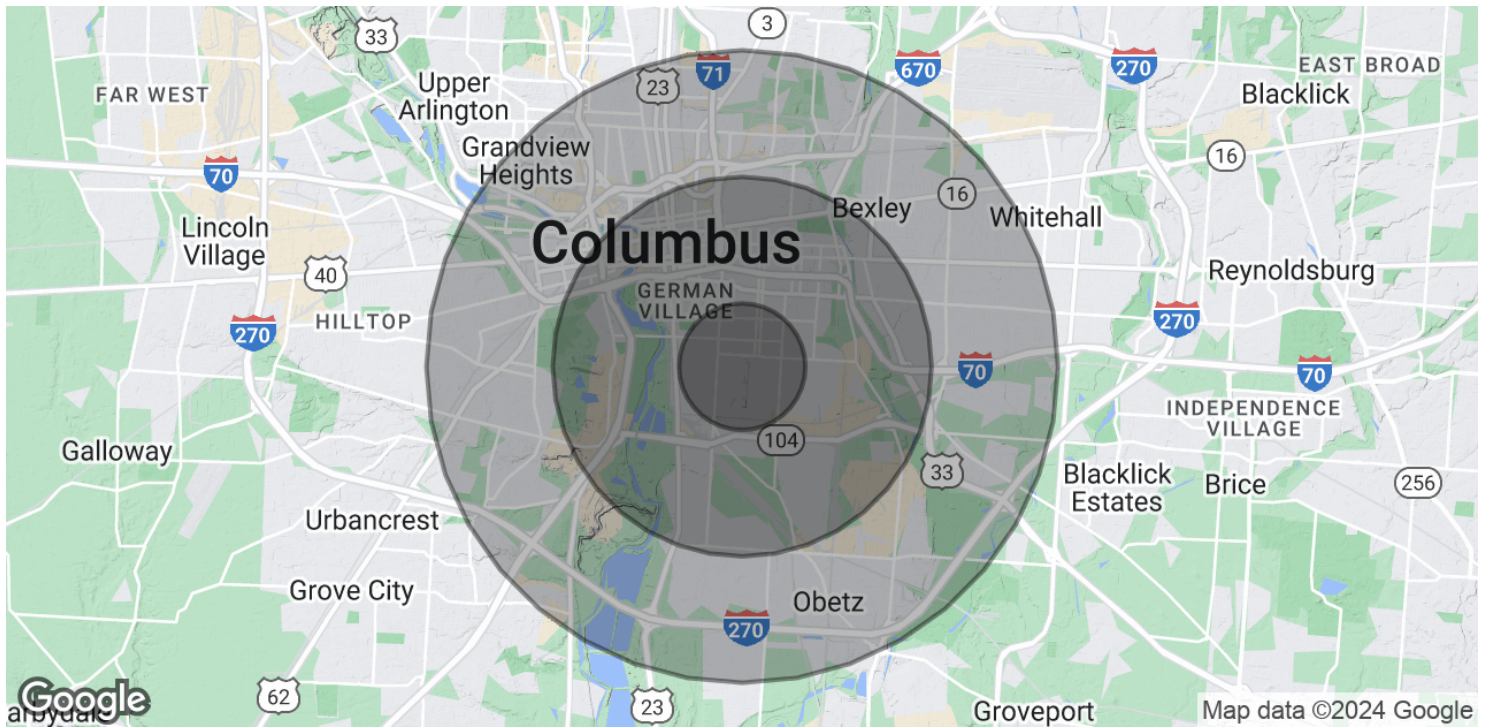 3
33
71
670
270
EAST BROAD
23
Upper
Arlington
FAR WEST
Blacklick
Grandview
Heights
16
70
16
Bexley
Whitehall
Lincoln
Village
Columbus
40
Reynoldsburg
GERMAN
VILLAGE
HILLTOP
270
270
70
70
INDEPENDENCE
VILLAGE
104
Galloway
33
Blacklick
Estates
Brice
256
Urbancrest
Grove City
Obetz
270
62
23
Google
Groveport
Map data ©2024 Google